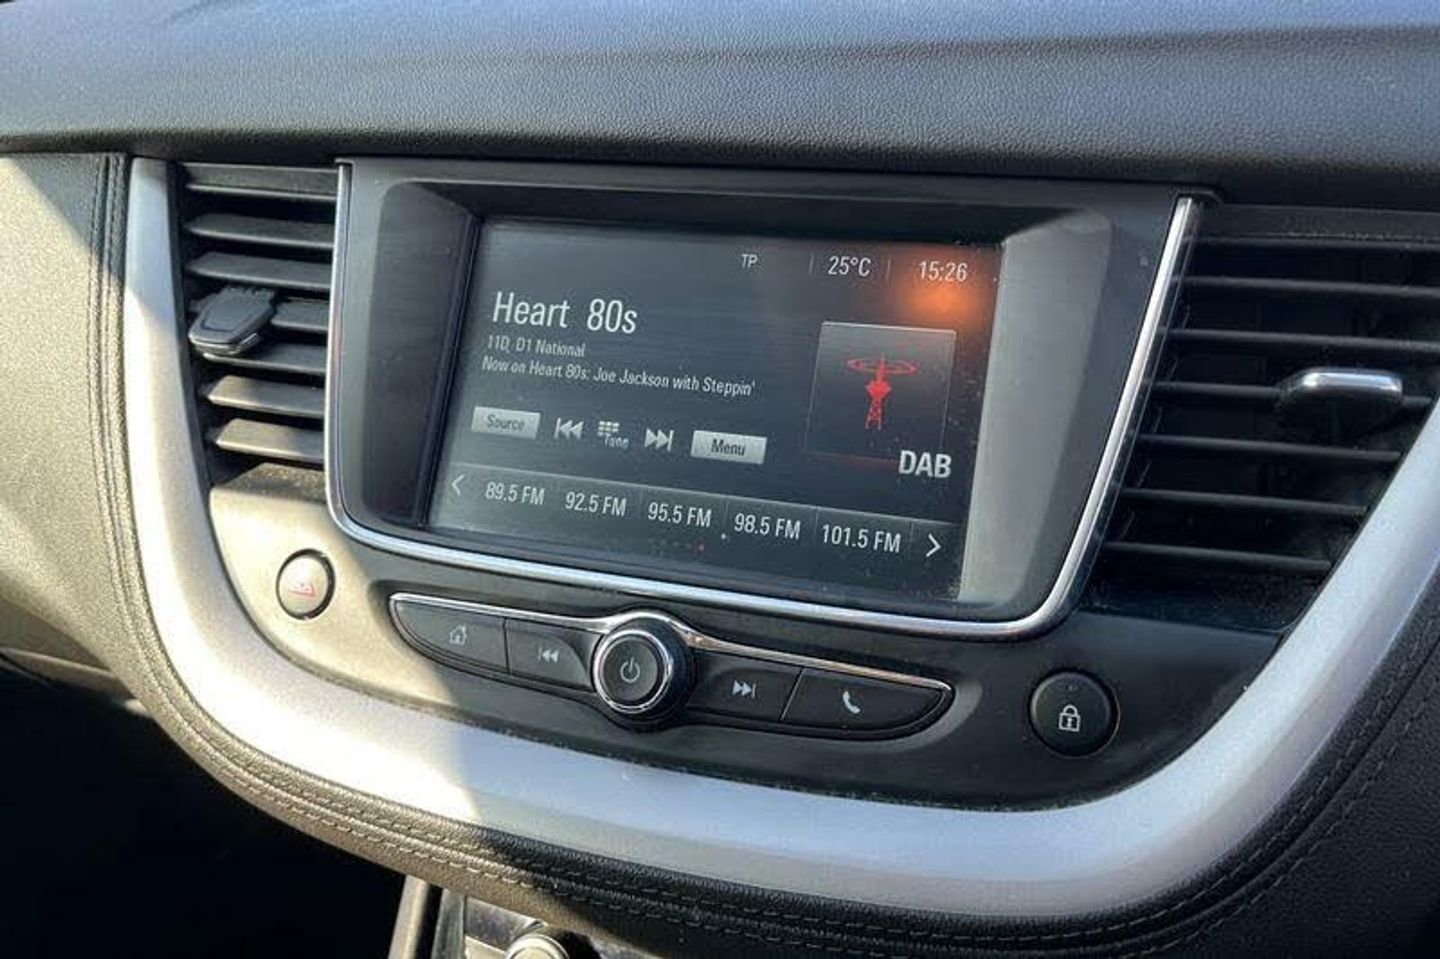 TP 25°C 15:26
Heart 80s
11D, D1 National
Now on Heart 80s: Joe Jackson with Steppin'
Source Tune Menu
DAB
89.5 FM 92.5 FM 95.5 FM 98.5 FM 101.5 FM